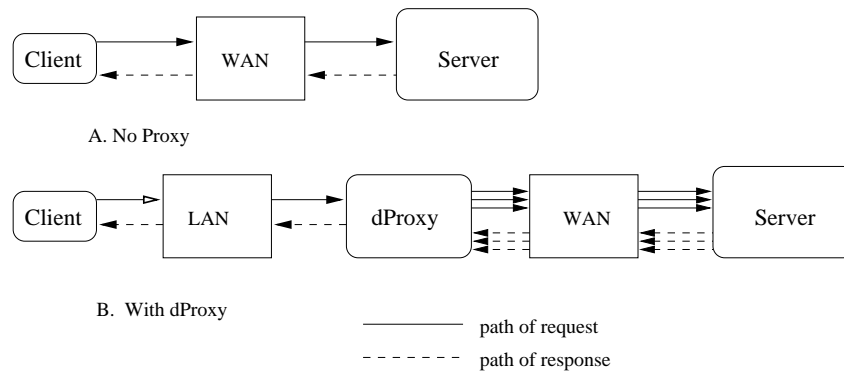 Client WAN Server
A. No Proxy
Client LAN dProxy WAN Server
B. With dProxy
path of request
path of response